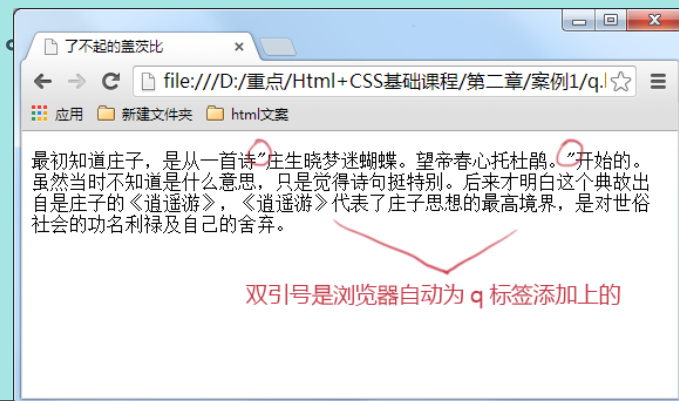 了不起的盖茨比
file:///D:/重点/Html+CSS基础课程/第二章/案例1/q.
应用 新建文件夹 html文案
最初知道庄子，是从一首诗"庄生晓梦迷蝴蝶。望帝春心托杜鹃。"开始的。
虽然当时不知道是什么意思，只是觉得诗句挺特别。后来才明白这个典故出
自是庄子的《逍遥游》，《逍遥游》代表了庄子思想的最高境界，是对世俗
社会的功名利禄及自己的舍弃。
双引号是浏览器自动为 q 标签添加上的